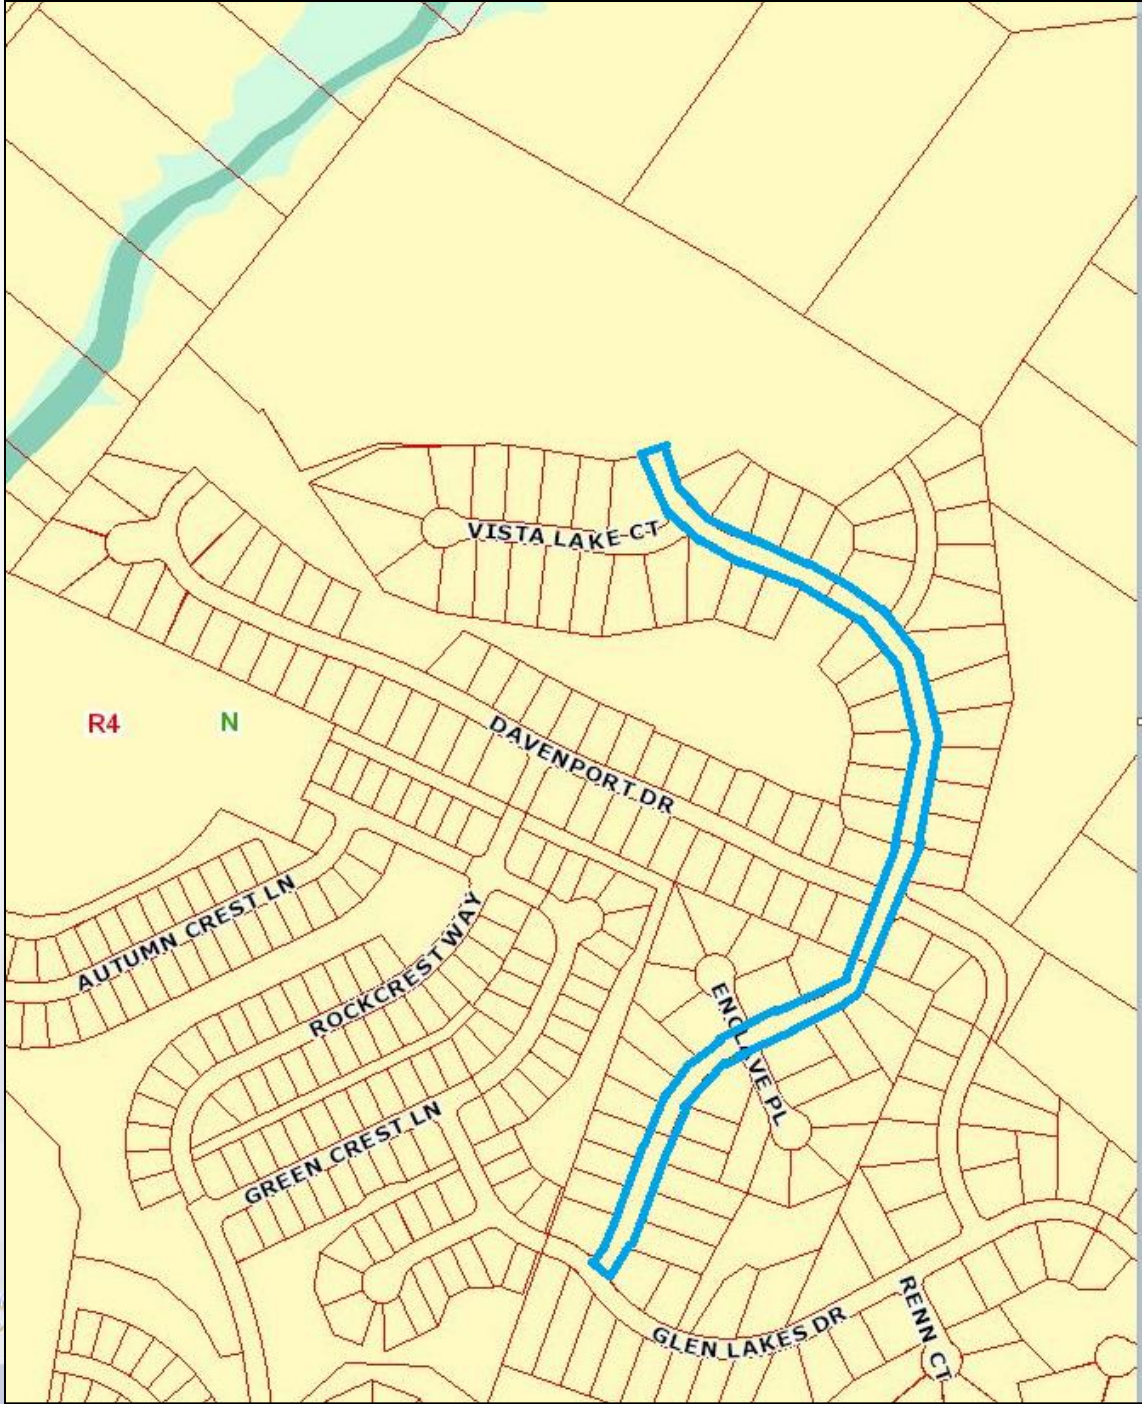 VISTA LAKE CT
R4
N
DAVENPORT DR
AUTUMN CREST LN
ROCKCREST WAY
ENCLAVE PL
GREEN CREST LN
RENN CT
GLEN LAKES DR